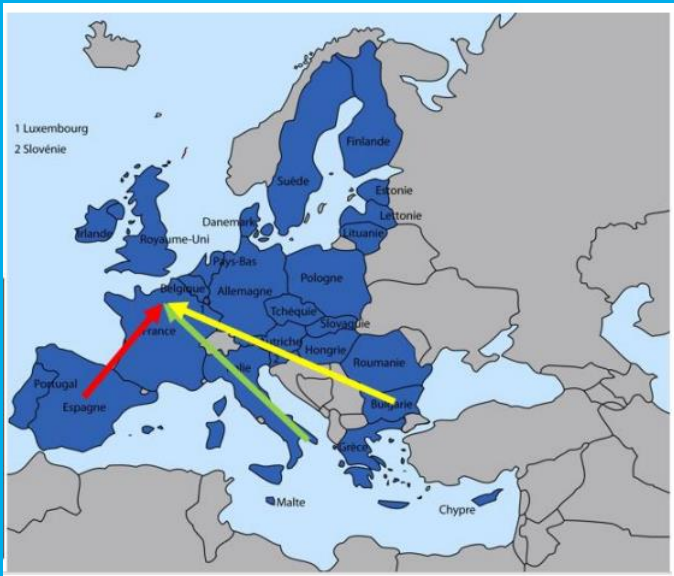 1 Luxembourg
2 Slovénie
Finlande
Suède
Estonie
Lettonie
Lituanie
Danemark
Irlande
Royaume-Uni
Pays-Bas
Belgique
Allemagne
Pologne
Tchéquie
Slovaquie
France
Autriche
Hongrie
Roumanie
Portugal
Espagne
Bulgarie
Grèce
Malte
Chypre